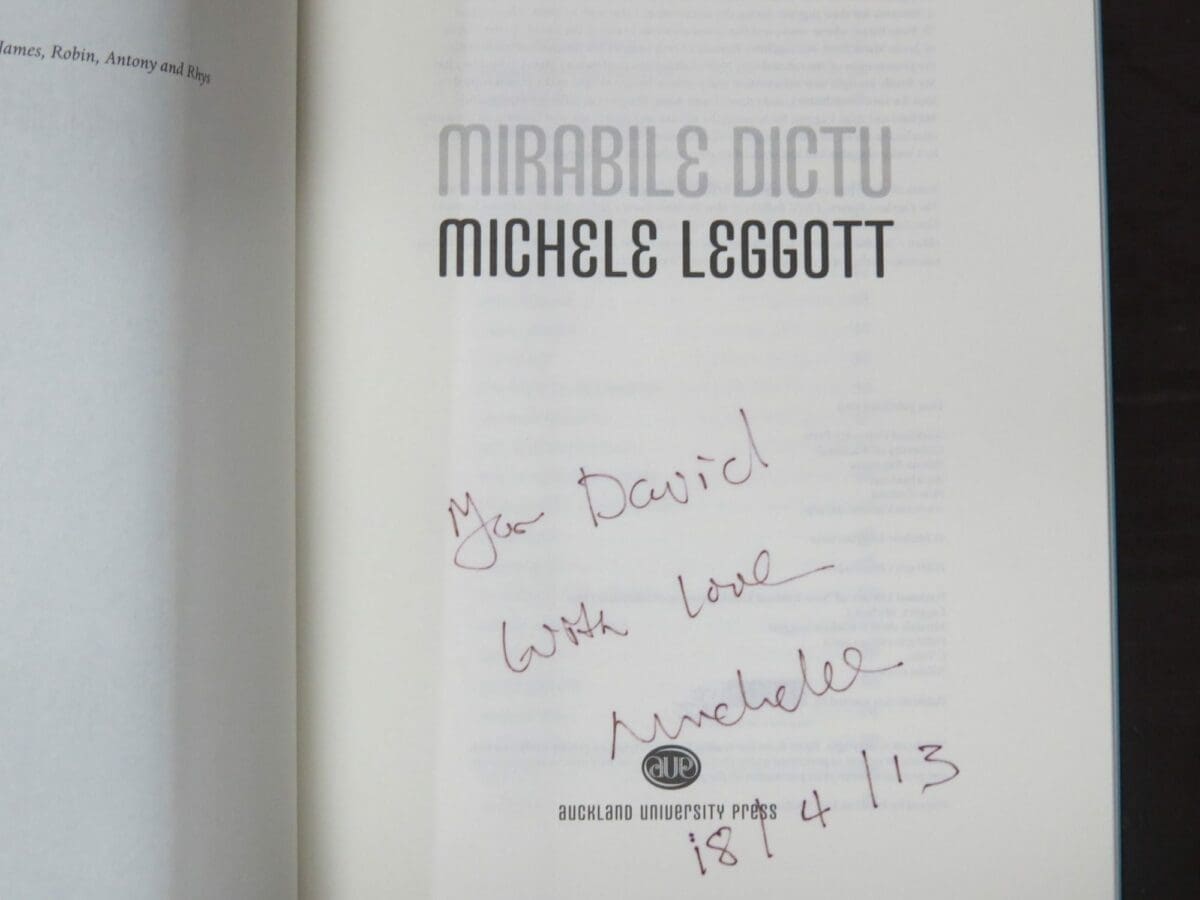 James, Robin, Antony and Rhys
MIRABILE DICTU
MICHELE LEGGOTT
David
with love
Michele
AUP
AUCKLAND UNIVERSITY PRESS
18/4/13